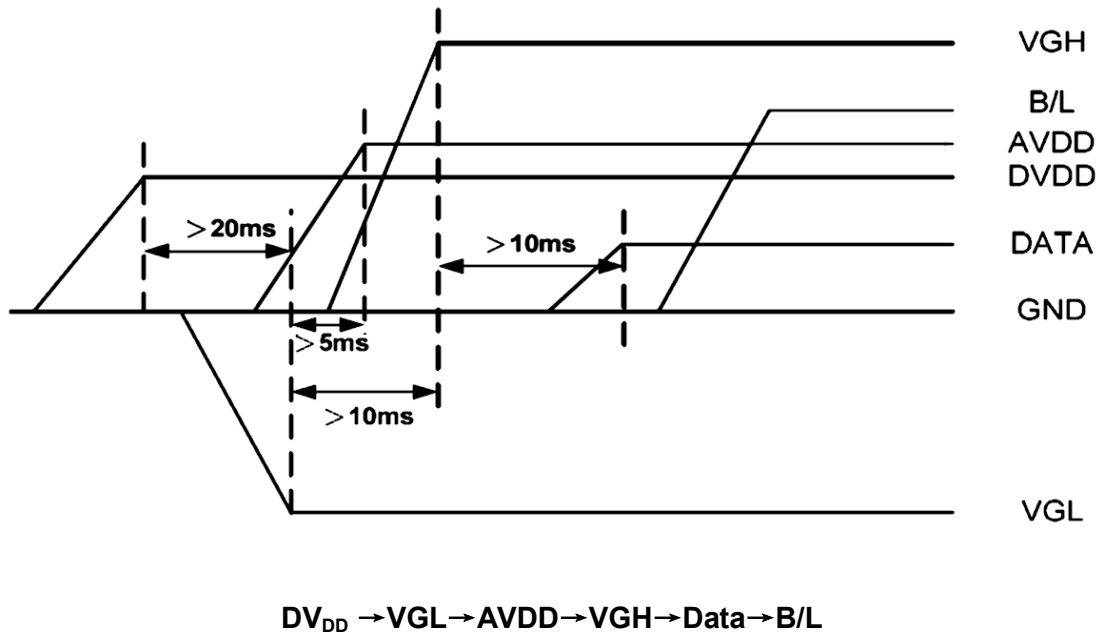 VGH
B/L
AVDD
DVDD
>20ms
>10ms
DATA
GND
>5ms
>10ms
VGL
DVDD →VGL→AVDD→VGH→Data→B/L